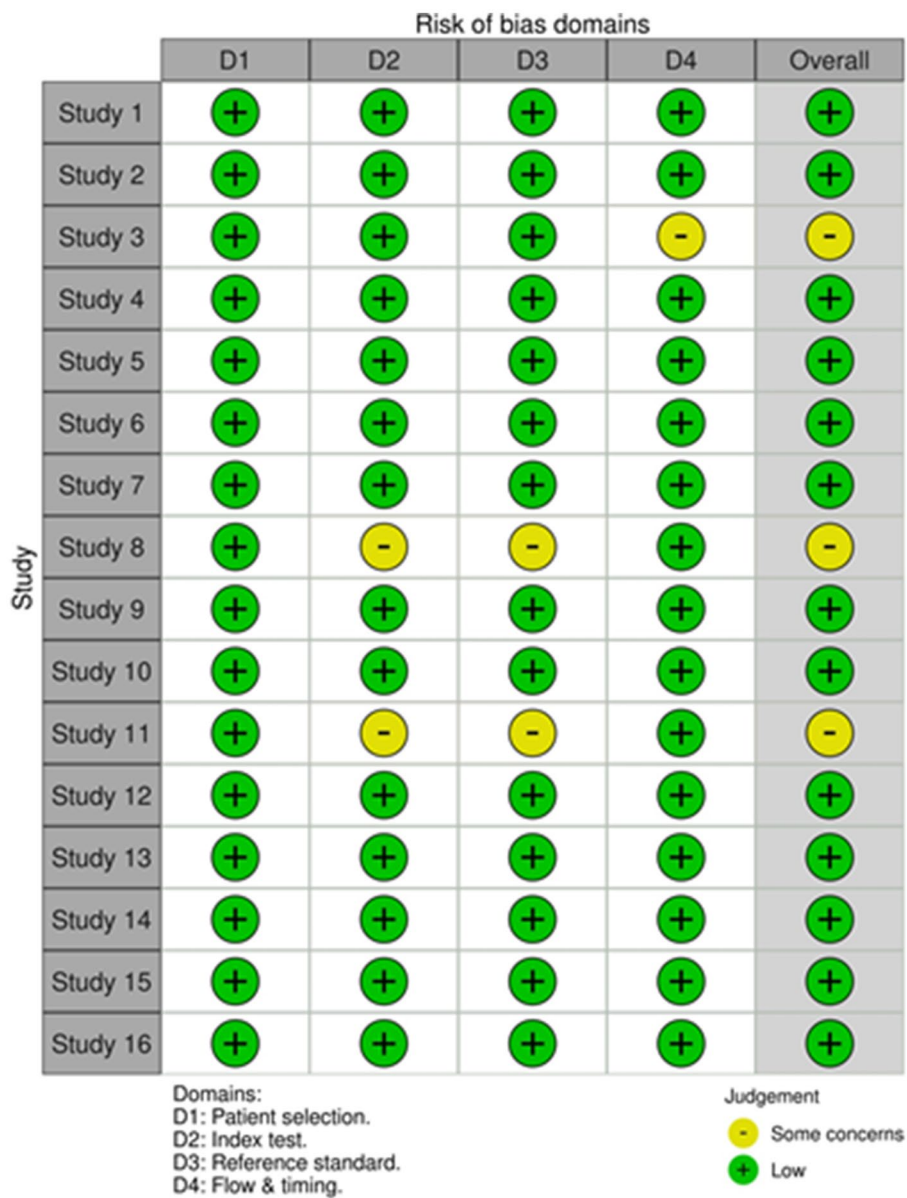 Risk of bias domains
D1 D2 D3 D4 Overall
Study
Study 1 + + + + +
Study 2 + + + + +
Study 3 + + + - -
Study 4 + + + + +
Study 5 + + + + +
Study 6 + + + + +
Study 7 + + + + +
Study 8 + - - + -
Study 9 + + + + +
Study 10 + + + + +
Study 11 + - - + -
Study 12 + + + + +
Study 13 + + + + +
Study 14 + + + + +
Study 15 + + + + +
Study 16 + + + + +
Domains:
D1: Patient selection.
D2: Index test.
D3: Reference standard.
D4: Flow & timing.
Judgement
- Some concerns
+ Low